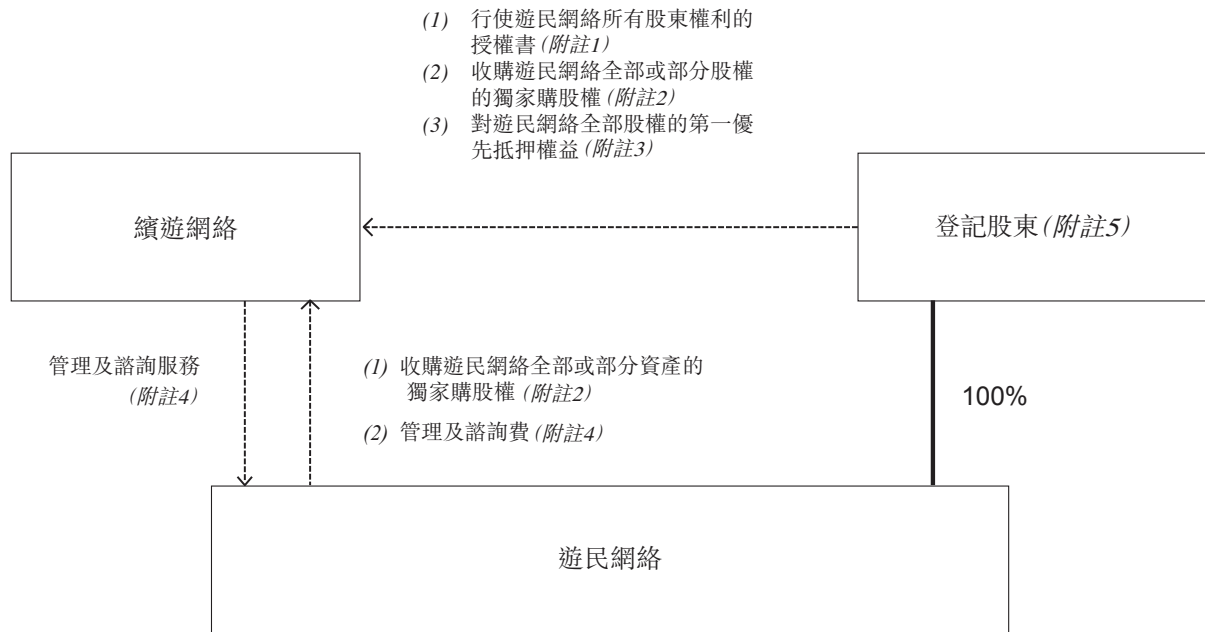 (1) 行使遊民網絡所有股東權利的
授權書(附註1)
(2) 收購遊民網絡全部或部分股權
的獨家購股權(附註2)
(3) 對遊民網絡全部股權的第一優
先抵押權益(附註3)
繽遊網絡
登記股東(附註5)
管理及諮詢服務
(附註4)
(1) 收購遊民網絡全部或部分資產的
獨家購股權(附註2)
(2) 管理及諮詢費(附註4)
100%
遊民網絡